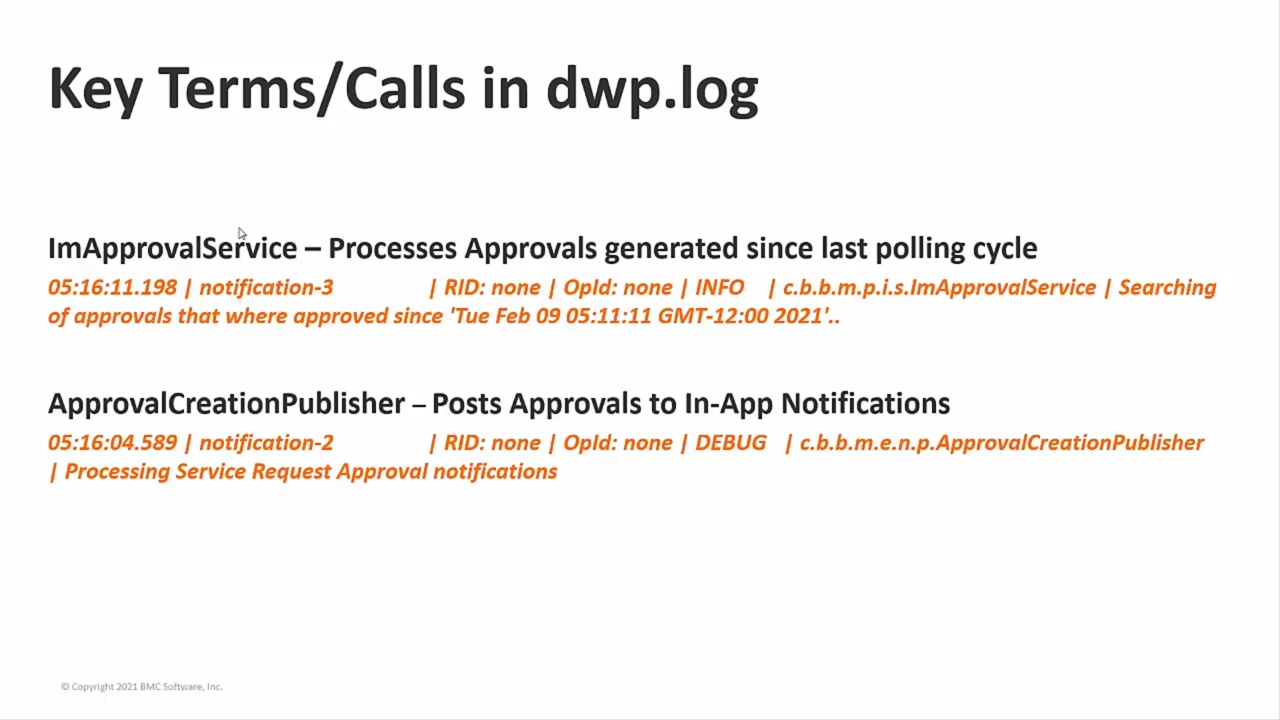 Key Terms/Calls in dwp.log
ImApprovalService – Processes Approvals generated since last polling cycle
05:16:11.198 | notification-3 | RID: none | OpId: none | INFO | c.b.b.m.p.i.s.ImApprovalService | Searching
of approvals that where approved since 'Tue Feb 09 05:11:11 GMT-12:00 2021'..
ApprovalCreationPublisher – Posts Approvals to In-App Notifications
05:16:04.589 | notification-2 | RID: none | OpId: none | DEBUG | c.b.b.m.e.n.p.ApprovalCreationPublisher
| Processing Service Request Approval notifications
© Copyright 2021 BMC Software, Inc.